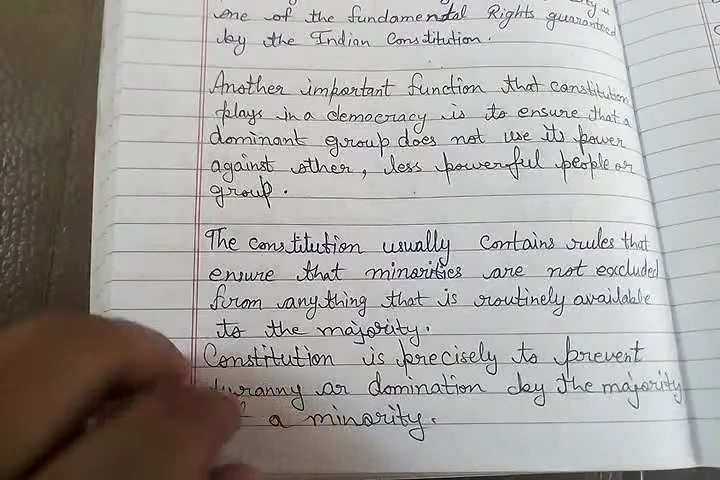 one of the fundamental Rights guaranteed
by the Indian Constitution.
Another important function that constitution
plays in a democracy is to ensure that a
dominant group does not use its power
against other, less powerful people or
group.
The constitution usually contains rules that
ensure that minorities are not excluded
from anything that is routinely available
to the majority.
Constitution is precisely to prevent
tyranny or domination by the majority
a minority.